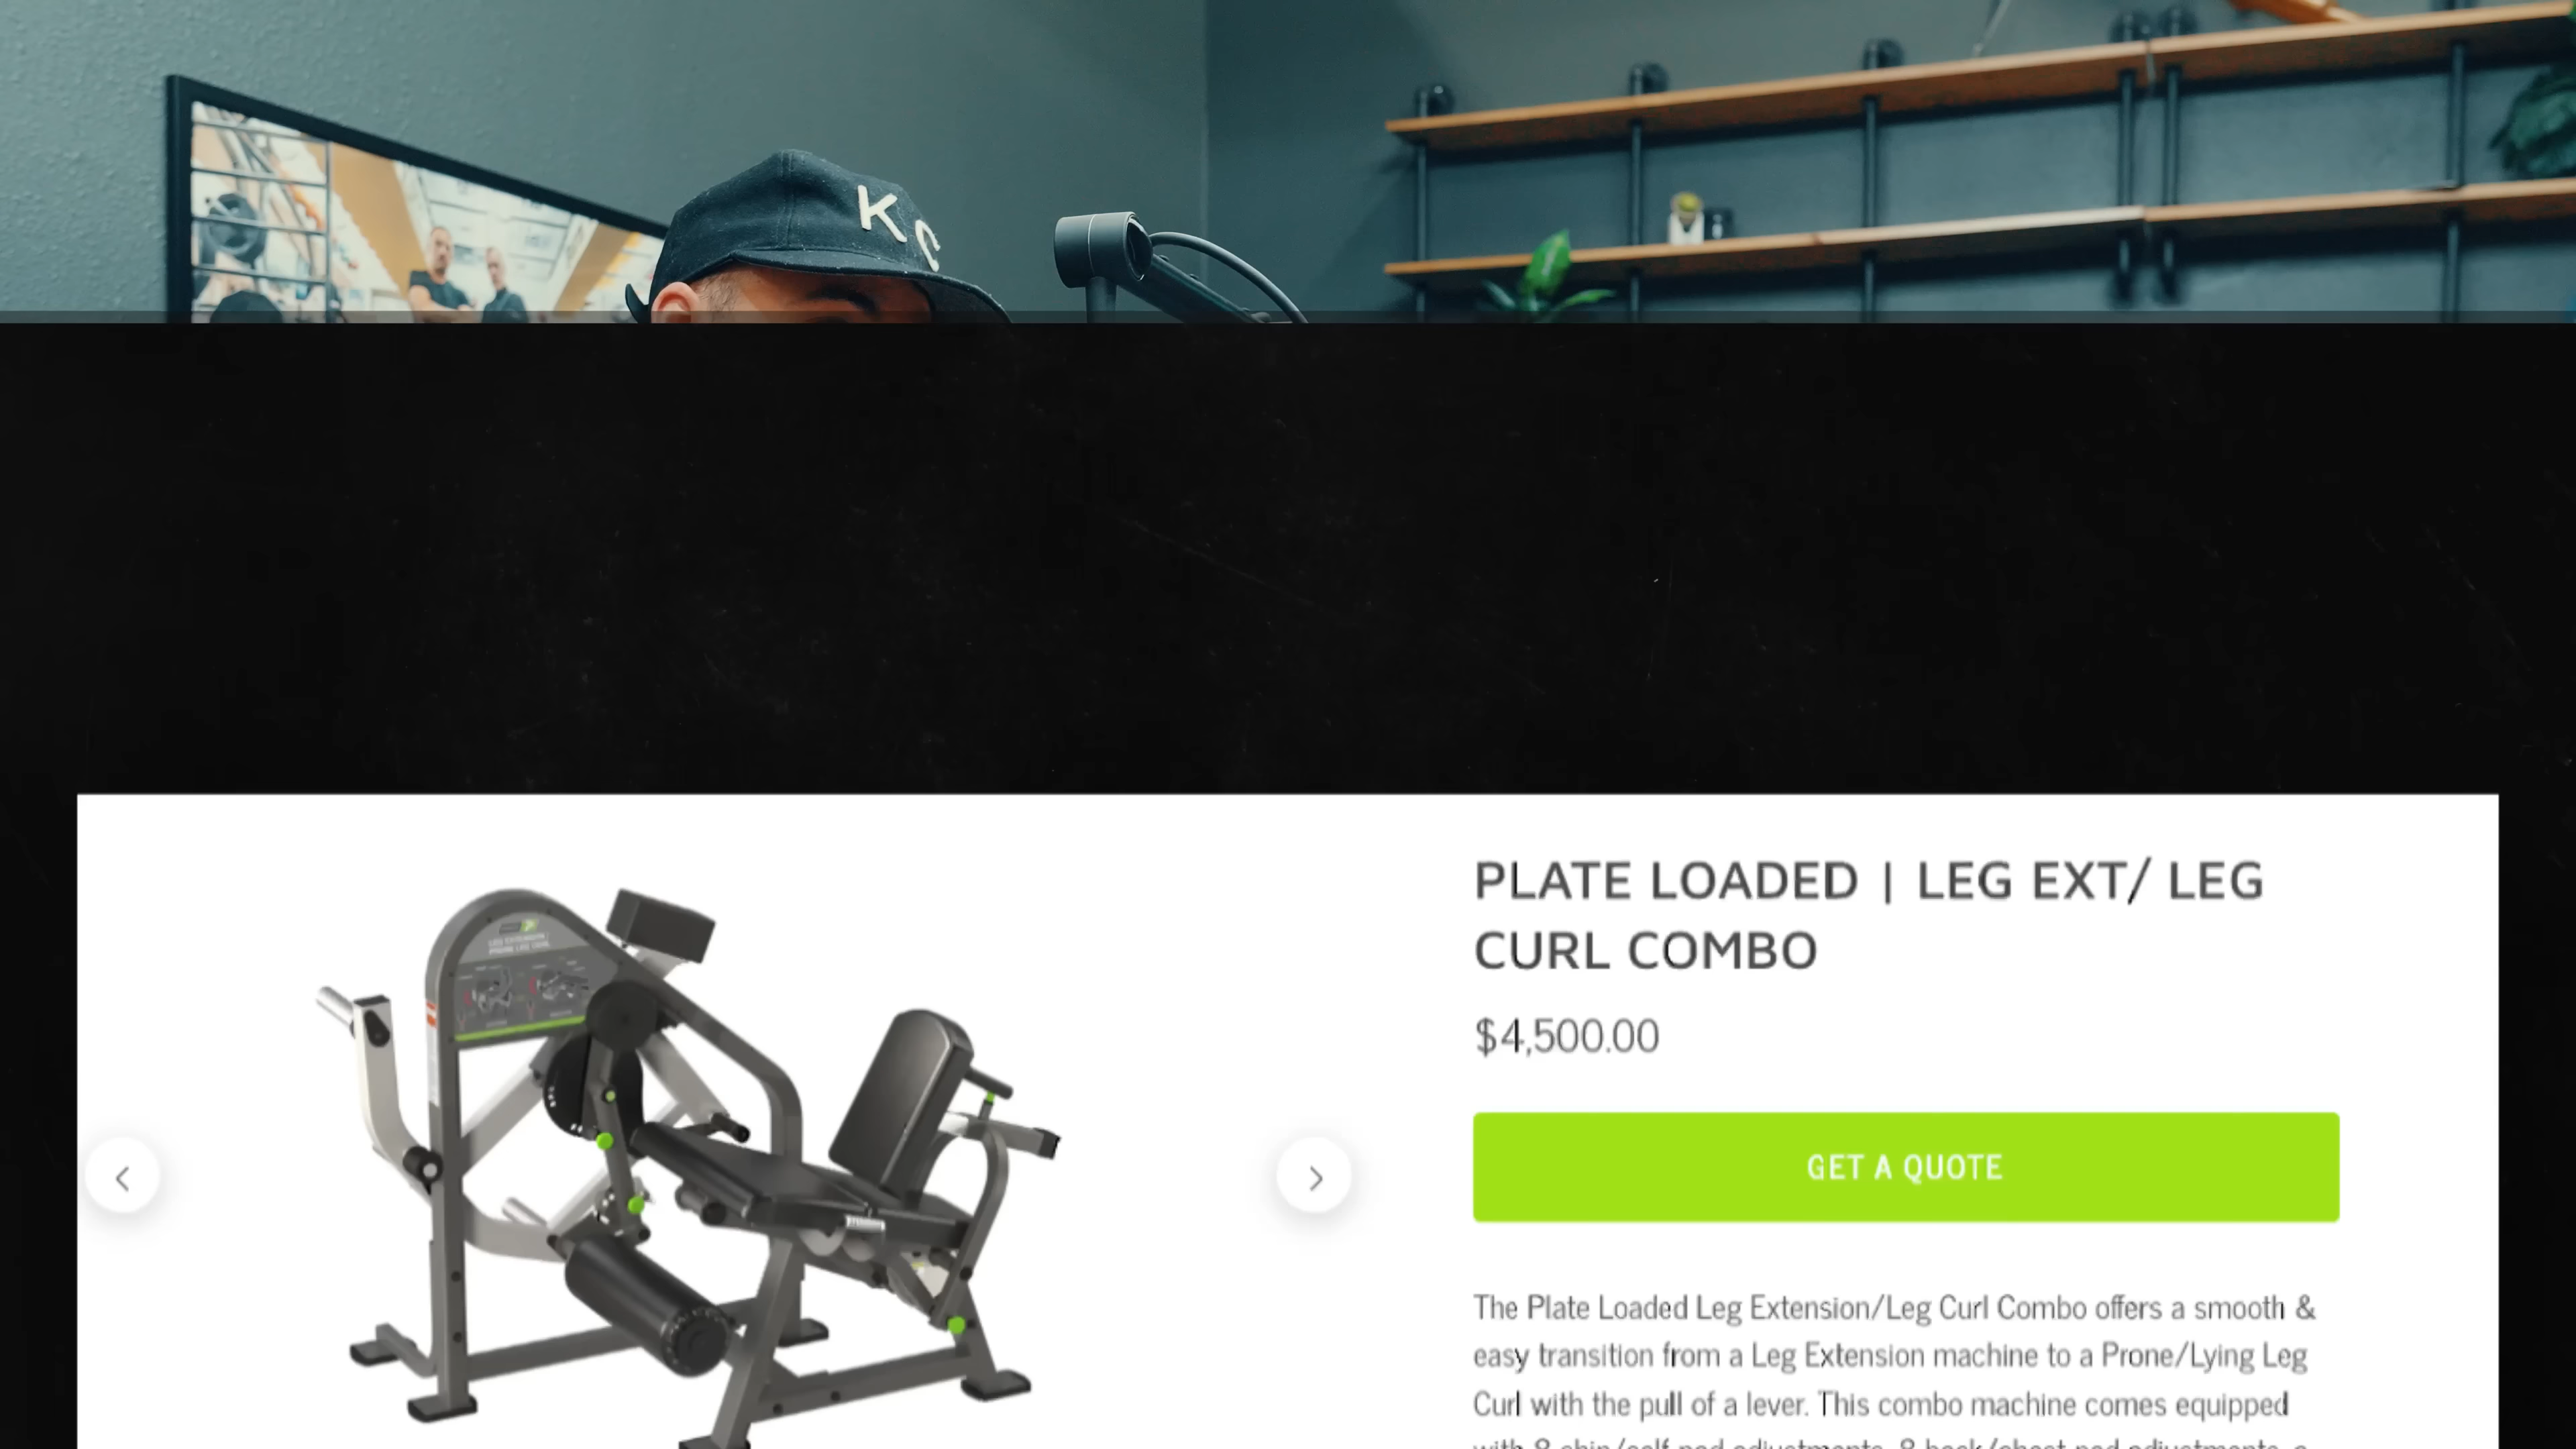 KC
PLATE LOADED | LEG EXT/ LEG
CURL COMBO
$4,500.00
GET A QUOTE
The Plate Loaded Leg Extension/Leg Curl Combo offers a smooth &
easy transition from a Leg Extension machine to a Prone/Lying Leg
Curl with the pull of a lever. This combo machine comes equipped